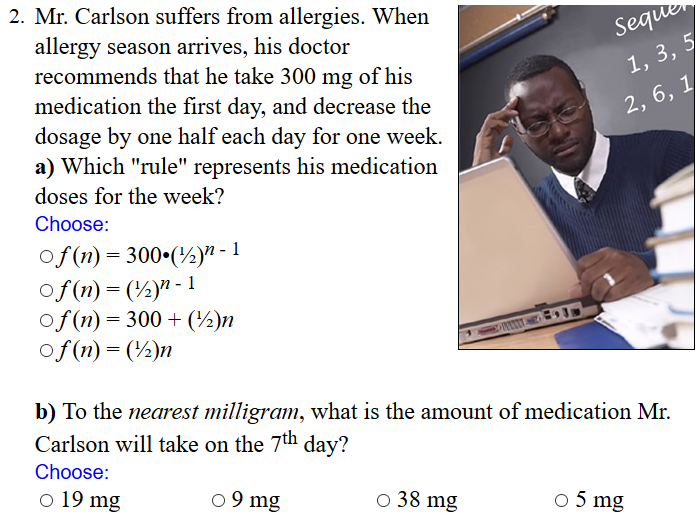 2. Mr. Carlson suffers from allergies. When
allergy season arrives, his doctor
recommends that he take 300 mg of his
medication the first day, and decrease the
dosage by one half each day for one week.
a) Which "rule" represents his medication
doses for the week?
Choose:
f(n) = 300•(½)ⁿ ⁻ ¹
f(n) = (½)ⁿ ⁻ ¹
f(n) = 300 + (½)n
f(n) = (½)n
Seque
1, 3, 5
2, 6, 1
b) To the nearest milligram, what is the amount of medication Mr.
Carlson will take on the 7th day?
Choose:
19 mg 9 mg 38 mg 5 mg